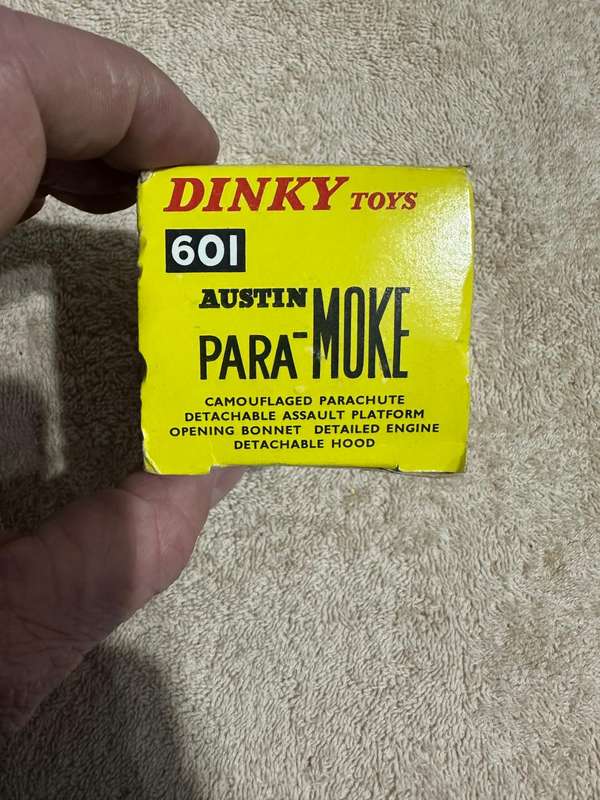 DINKY TOYS
601
AUSTIN
PARA-MOKE
CAMOUFLAGED PARACHUTE
DETACHABLE ASSAULT PLATFORM
OPENING BONNET DETAILED ENGINE
DETACHABLE HOOD